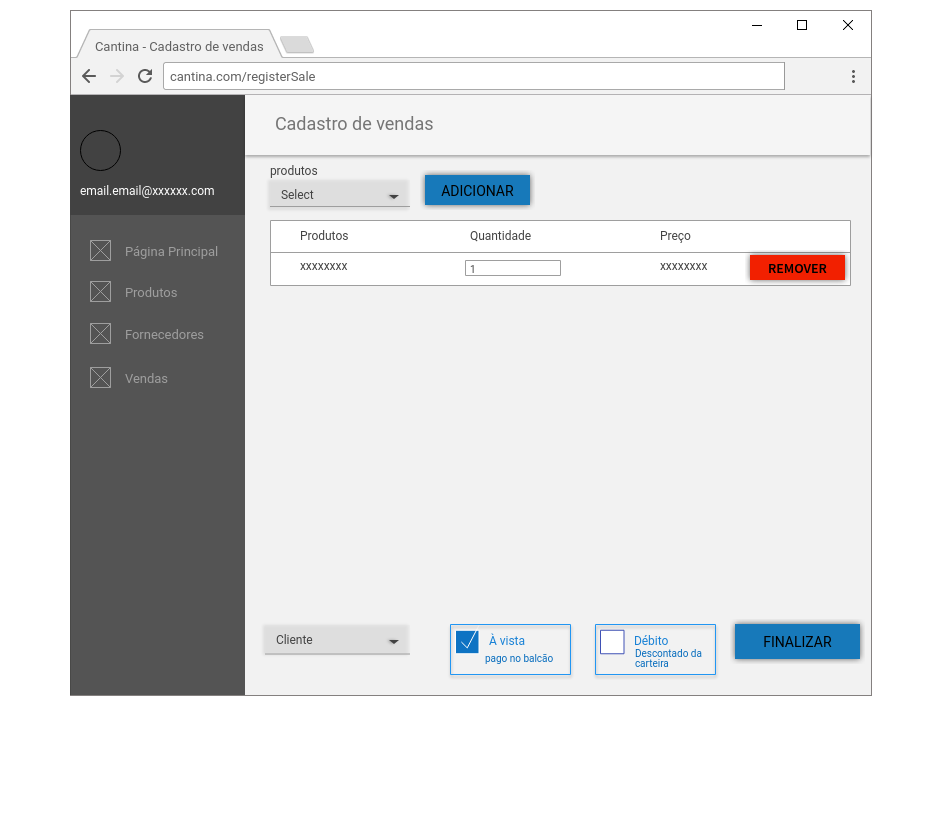 Cantina - Cadastro de vendas
cantina.com/registerSale
Cadastro de vendas
email.email@xxxxxx.com
Página Principal
Produtos
Fornecedores
Vendas
produtos
Select
ADICIONAR
Produtos Quantidade Preço
xxxxxxxx 1 xxxxxxxx REMOVER
Cliente
À vista
pago no balcão
Débito
Descontado da
carteira
FINALIZAR